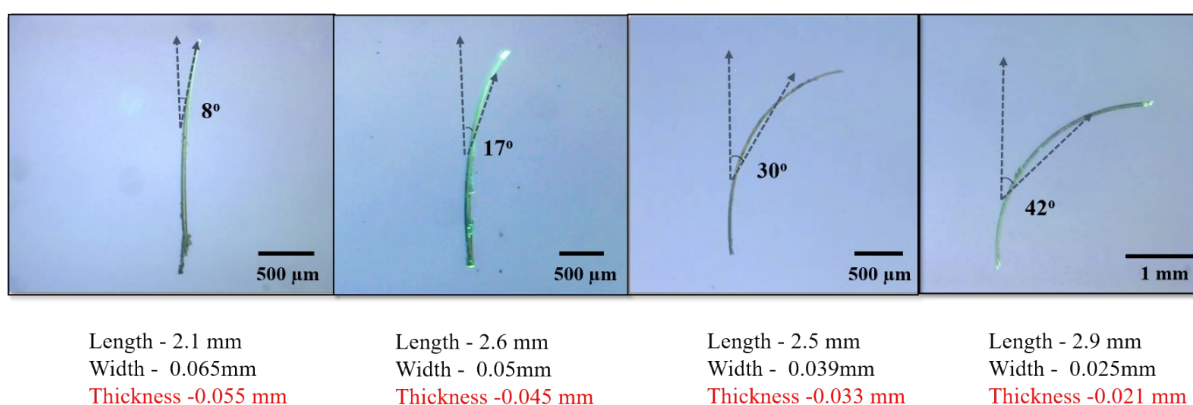 8º
500 µm
17º
500 µm
30º
500 µm
42º
1 mm
Length - 2.1 mm
Width - 0.065mm
Thickness -0.055 mm
Length - 2.6 mm
Width - 0.05mm
Thickness -0.045 mm
Length - 2.5 mm
Width - 0.039mm
Thickness -0.033 mm
Length - 2.9 mm
Width - 0.025mm
Thickness -0.021 mm